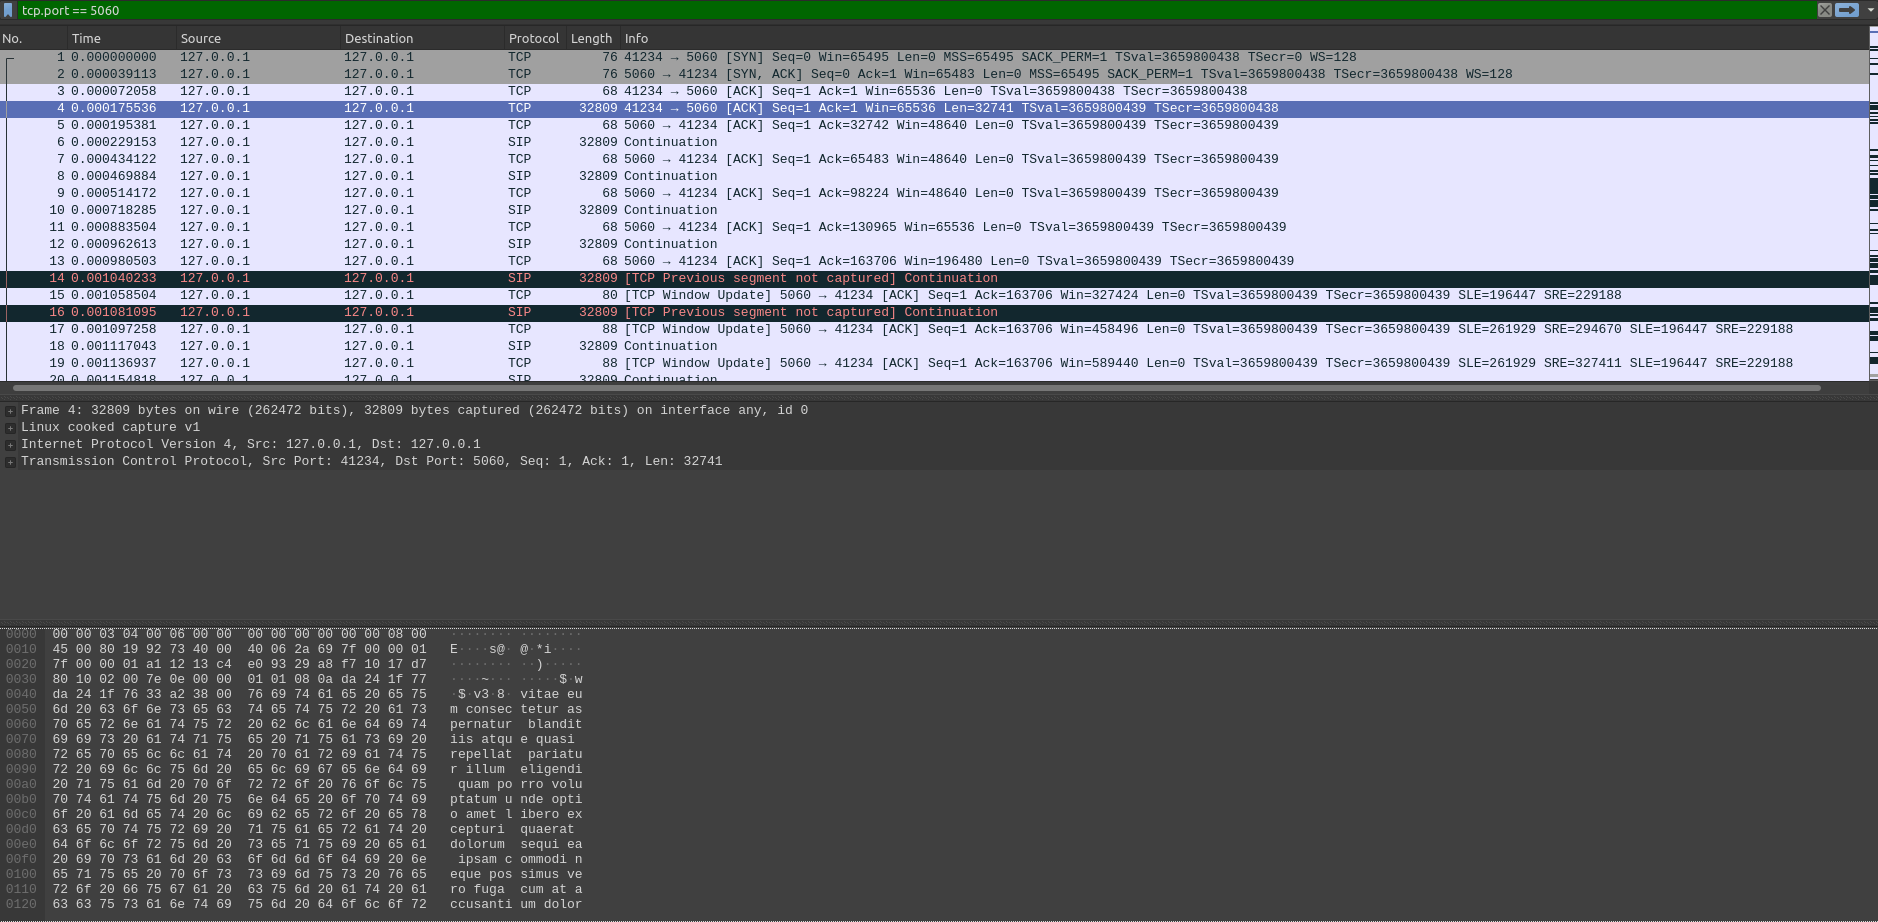 tcp.port == 5060
No. Time Source Destination Protocol Length Info
1 0.000000000 127.0.0.1 127.0.0.1 TCP 76 41234 → 5060 [SYN] Seq=0 Win=65495 Len=0 MSS=65495 SACK_PERM=1 TSval=3659800438 TSecr=0 WS=128
2 0.000039113 127.0.0.1 127.0.0.1 TCP 76 5060 → 41234 [SYN, ACK] Seq=0 Ack=1 Win=65483 Len=0 MSS=65495 SACK_PERM=1 TSval=3659800438 TSecr=3659800438 WS=128
3 0.000072058 127.0.0.1 127.0.0.1 TCP 68 41234 → 5060 [ACK] Seq=1 Ack=1 Win=65536 Len=0 TSval=3659800438 TSecr=3659800438
4 0.000175536 127.0.0.1 127.0.0.1 TCP 32809 41234 → 5060 [ACK] Seq=1 Ack=1 Win=65536 Len=32741 TSval=3659800439 TSecr=3659800438
5 0.000195381 127.0.0.1 127.0.0.1 TCP 68 5060 → 41234 [ACK] Seq=1 Ack=32742 Win=48640 Len=0 TSval=3659800439 TSecr=3659800439
6 0.000229153 127.0.0.1 127.0.0.1 SIP 32809 Continuation
7 0.000434122 127.0.0.1 127.0.0.1 TCP 68 5060 → 41234 [ACK] Seq=1 Ack=65483 Win=48640 Len=0 TSval=3659800439 TSecr=3659800439
8 0.000469884 127.0.0.1 127.0.0.1 SIP 32809 Continuation
9 0.000514172 127.0.0.1 127.0.0.1 TCP 68 5060 → 41234 [ACK] Seq=1 Ack=98224 Win=48640 Len=0 TSval=3659800439 TSecr=3659800439
10 0.000718285 127.0.0.1 127.0.0.1 SIP 32809 Continuation
11 0.000883504 127.0.0.1 127.0.0.1 TCP 68 5060 → 41234 [ACK] Seq=1 Ack=130965 Win=65536 Len=0 TSval=3659800439 TSecr=3659800439
12 0.000962613 127.0.0.1 127.0.0.1 SIP 32809 Continuation
13 0.000980503 127.0.0.1 127.0.0.1 TCP 68 5060 → 41234 [ACK] Seq=1 Ack=163706 Win=196480 Len=0 TSval=3659800439 TSecr=3659800439
14 0.001040233 127.0.0.1 127.0.0.1 SIP 32809 [TCP Previous segment not captured] Continuation
15 0.001058504 127.0.0.1 127.0.0.1 TCP 80 [TCP Window Update] 5060 → 41234 [ACK] Seq=1 Ack=163706 Win=327424 Len=0 TSval=3659800439 TSecr=3659800439 SLE=196447 SRE=229188
16 0.001081095 127.0.0.1 127.0.0.1 SIP 32809 [TCP Previous segment not captured] Continuation
17 0.001097258 127.0.0.1 127.0.0.1 TCP 88 [TCP Window Update] 5060 → 41234 [ACK] Seq=1 Ack=163706 Win=458496 Len=0 TSval=3659800439 TSecr=3659800439 SLE=261929 SRE=294670 SLE=196447 SRE=229188
18 0.001117043 127.0.0.1 127.0.0.1 SIP 32809 Continuation
19 0.001136937 127.0.0.1 127.0.0.1 TCP 88 [TCP Window Update] 5060 → 41234 [ACK] Seq=1 Ack=163706 Win=589440 Len=0 TSval=3659800439 TSecr=3659800439 SLE=261929 SRE=327411 SLE=196447 SRE=229188
20 0.001154818 127.0.0.1 127.0.0.1 SIP 32809 Continuation
Frame 4: 32809 bytes on wire (262472 bits), 32809 bytes captured (262472 bits) on interface any, id 0
Linux cooked capture v1
Internet Protocol Version 4, Src: 127.0.0.1, Dst: 127.0.0.1
Transmission Control Protocol, Src Port: 41234, Dst Port: 5060, Seq: 1, Ack: 1, Len: 32741
0000 00 00 03 04 00 06 00 00 00 00 00 00 00 00 08 00 ········ ········
0010 45 00 80 19 92 73 40 00 40 06 2a 69 7f 00 00 01 E····s@· @·*i····
0020 7f 00 00 01 a1 12 13 c4 e0 93 29 a8 f7 10 17 d7 ········ ··)·····
0030 80 10 02 00 7e 0e 00 00 01 01 08 0a da 24 1f 77 ····~··· ·····$·w
0040 da 24 1f 76 33 a2 38 00 76 69 74 61 65 20 65 75 ·$·v3·8· vitae eu
0050 6d 20 63 6f 6e 73 65 63 74 65 74 75 72 20 61 73 m consec tetur as
0060 70 65 72 6e 61 74 75 72 20 62 6c 61 6e 64 69 74 pernatur blandit
0070 69 69 73 20 61 74 71 75 65 20 71 75 61 73 69 20 iis atqu e quasi
0080 72 65 70 65 6c 6c 61 74 20 70 61 72 69 61 74 75 repellat pariatu
0090 72 20 69 6c 6c 75 6d 20 65 6c 69 67 65 6e 64 69 r illum eligendi
00a0 20 71 75 61 6d 20 70 6f 72 72 6f 20 76 6f 6c 75 quam po rro volu
00b0 70 74 61 74 75 6d 20 75 6e 64 65 20 6f 70 74 69 ptatum u nde opti
00c0 6f 20 61 6d 65 74 20 6c 69 62 65 72 6f 20 65 78 o amet l ibero ex
00d0 63 65 70 74 75 72 69 20 71 75 61 65 72 61 74 20 cepturi quaerat
00e0 64 6f 6c 6f 72 75 6d 20 73 65 71 75 69 20 65 61 dolorum sequi ea
00f0 20 69 70 73 61 6d 20 63 6f 6d 6d 6f 64 69 20 6e ipsam c ommodi n
0100 65 71 75 65 20 70 6f 73 73 69 6d 75 73 20 76 65 eque pos simus ve
0110 72 6f 20 66 75 67 61 20 63 75 6d 20 61 74 20 61 ro fuga cum at a
0120 63 63 75 73 61 6e 74 69 75 6d 20 64 6f 6c 6f 72 ccusanti um dolor